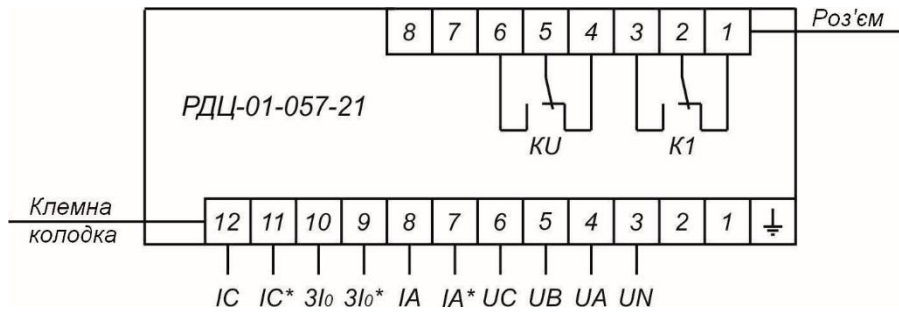 8 7 6 5 4 3 2 1
Роз'єм
РДЦ-01-057-21
KU
K1
Клемна
колодка
12 11 10 9 8 7 6 5 4 3 2 1
IC IC* 3I₀ 3I₀* IA IA* UC UB UA UN